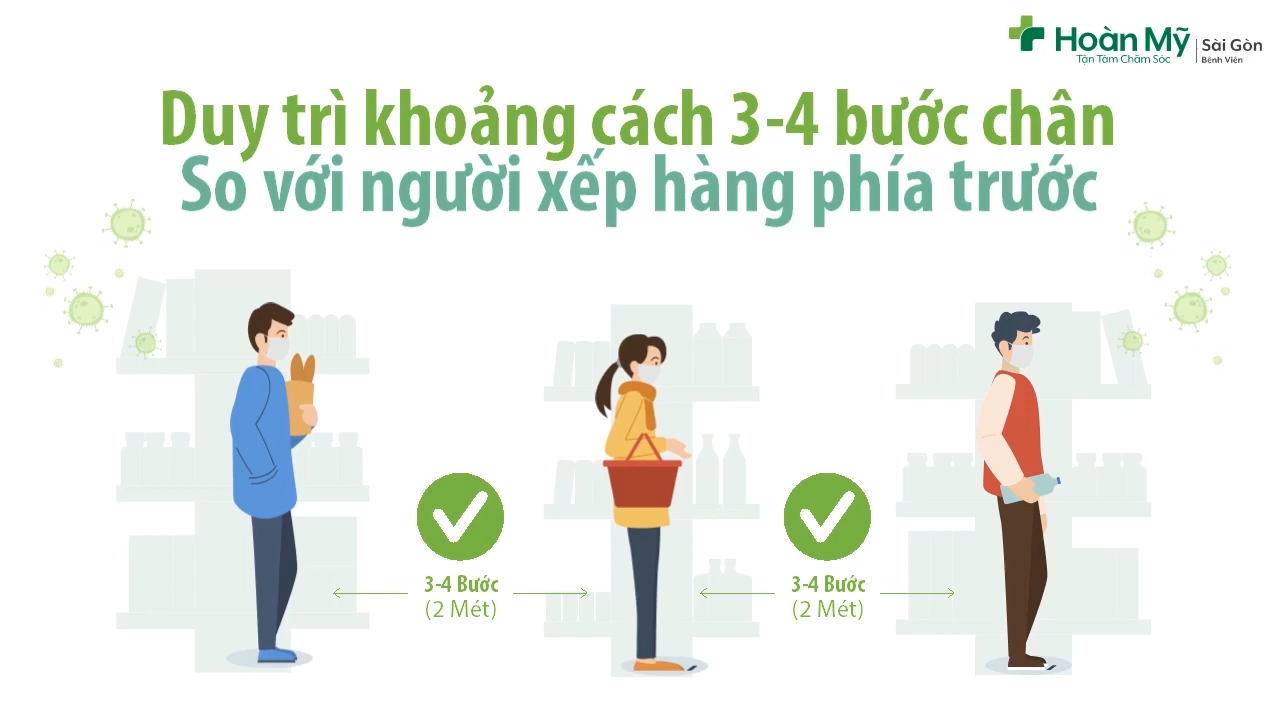 Hoàn Mỹ
Tận Tâm Chăm Sóc
Sài Gòn
Bệnh Viện
Duy trì khoảng cách 3-4 bước chân
So với người xếp hàng phía trước
3-4 Bước
(2 Mét)
3-4 Bước
(2 Mét)